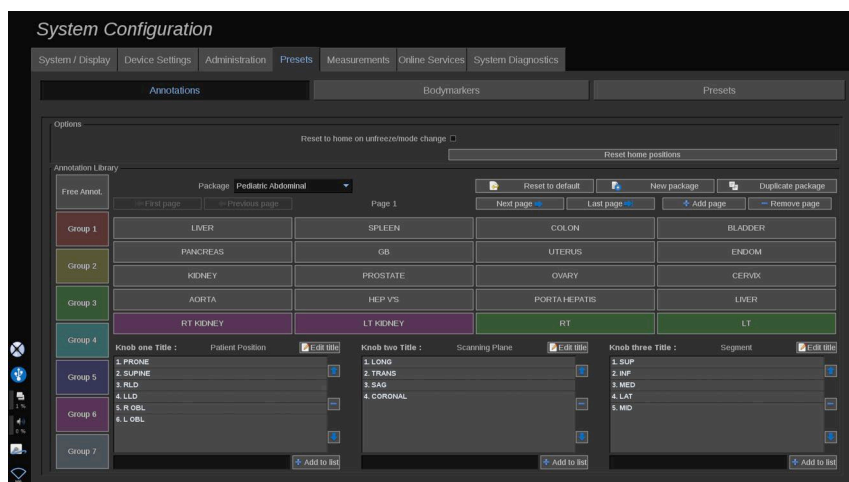 System Configuration
System / Display Device Settings Administration Presets Measurements Online Services System Diagnostics
Annotations Bodymarkers Presets
Options
Reset to home on unfreeze/mode change
Reset home positions
Annotation Library
Free Annot. Package Pediatric Abdominal Reset to default New package Duplicate package
First page Previous page Page 1 Next page Last page Add page Remove page
Group 1 LIVER SPLEEN COLON BLADDER
PANCREAS GB UTERUS ENDOM
Group 2
KIDNEY PROSTATE OVARY CERVIX
Group 3 AORTA HEP V'S PORTA HEPATIS LIVER
RT KIDNEY LT KIDNEY RT LT
Group 4
Knob one Title : Patient Position Edit title Knob two Title : Scanning Plane Edit title Knob three Title : Segment Edit title
1. PRONE 1. LONG 1. SUP
2. SUPINE 2. TRANS 2. INF
Group 5
3. RLD 3. SAG 3. MED
4. LLD 4. CORONAL 4. LAT
1 %
5. R OBL 5. MID
Group 6
6. L OBL
0 %
Group 7
Add to list Add to list Add to list